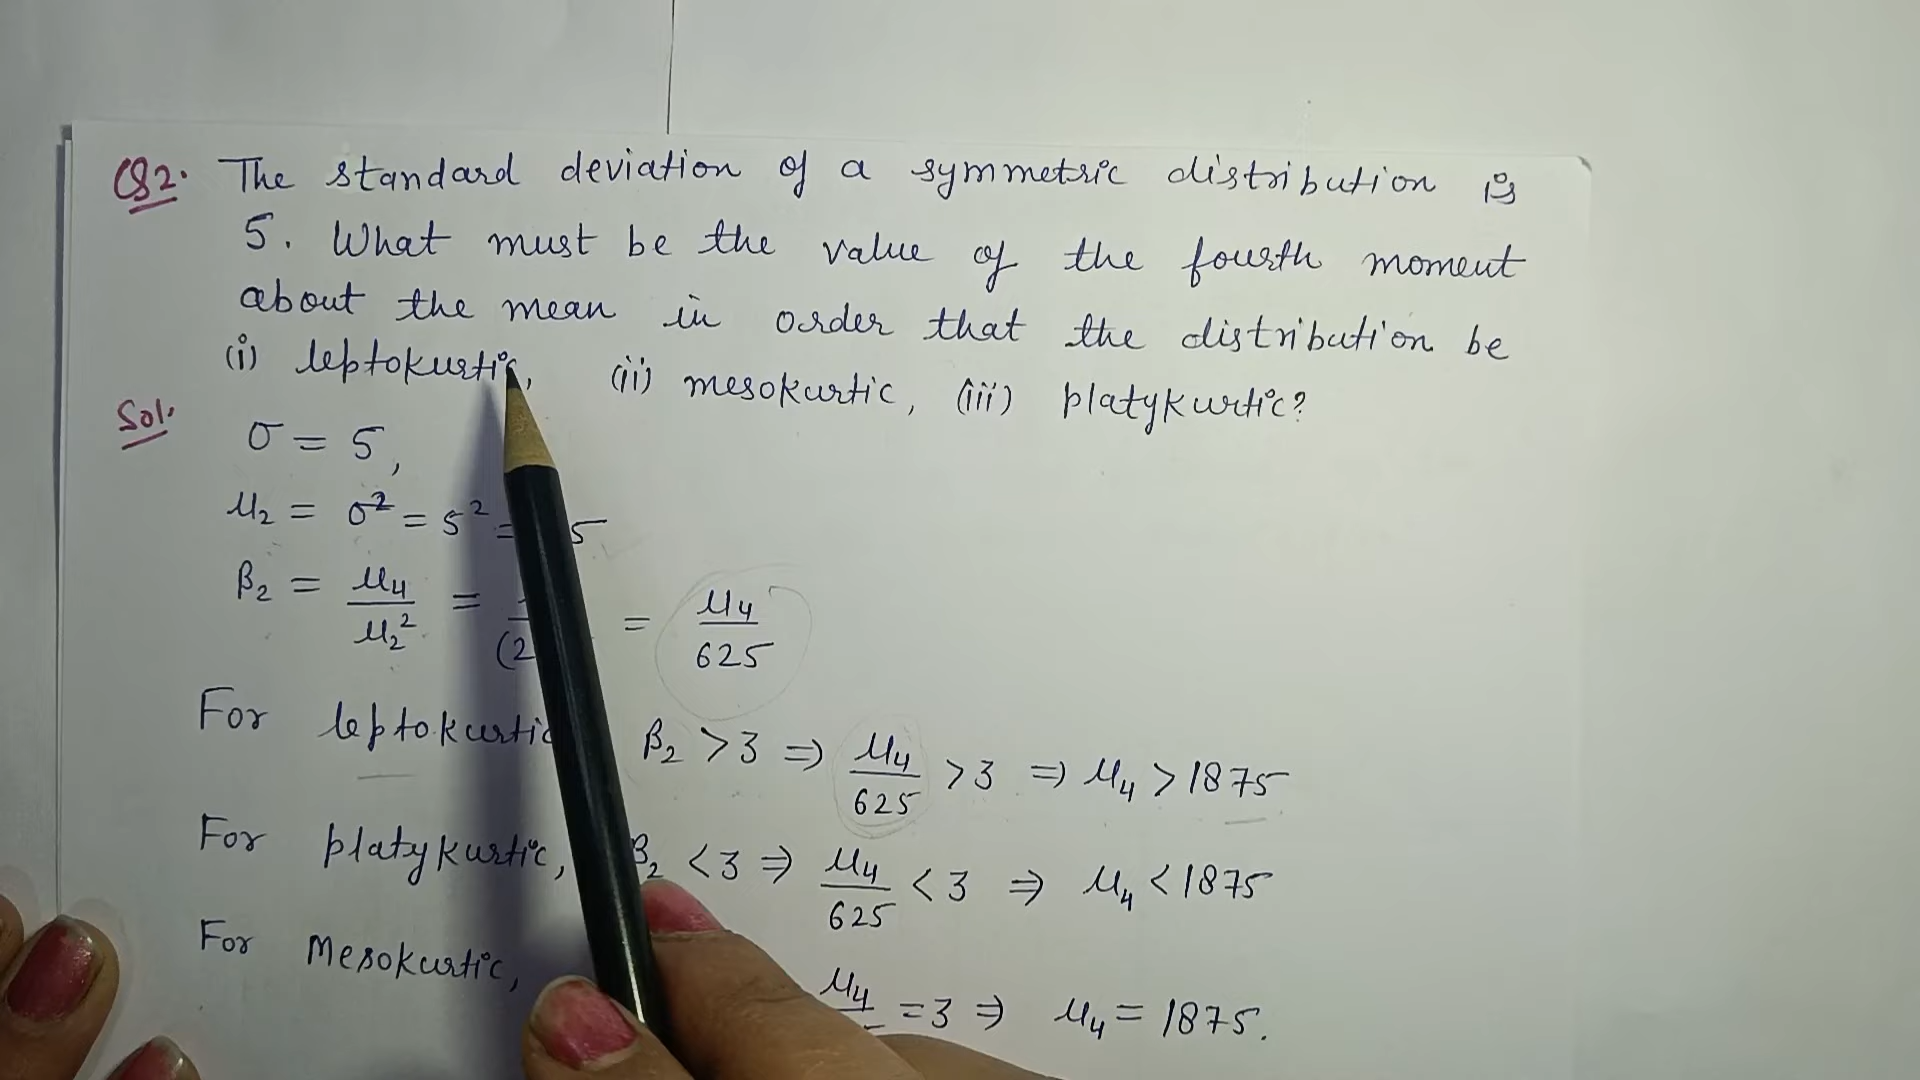 Q2. The standard deviation of a symmetric distribution is
5. What must be the value of the fourth moment
about the mean in order that the distribution be
(i) leptokurtic, (ii) mesokurtic, (iii) platykurtic?
Sol. σ = 5,
μ₂ = σ² = 5² = 5
β₂ = μ₄/μ₂² = (2 = μ₄/625
For leptokurtic β₂ > 3 ⇒ μ₄/625 > 3 ⇒ μ₄ > 1875
For platykurtic, β₂ < 3 ⇒ μ₄/625 < 3 ⇒ μ₄ < 1875
For Mesokurtic, μ₄ = 3 ⇒ μ₄ = 1875.